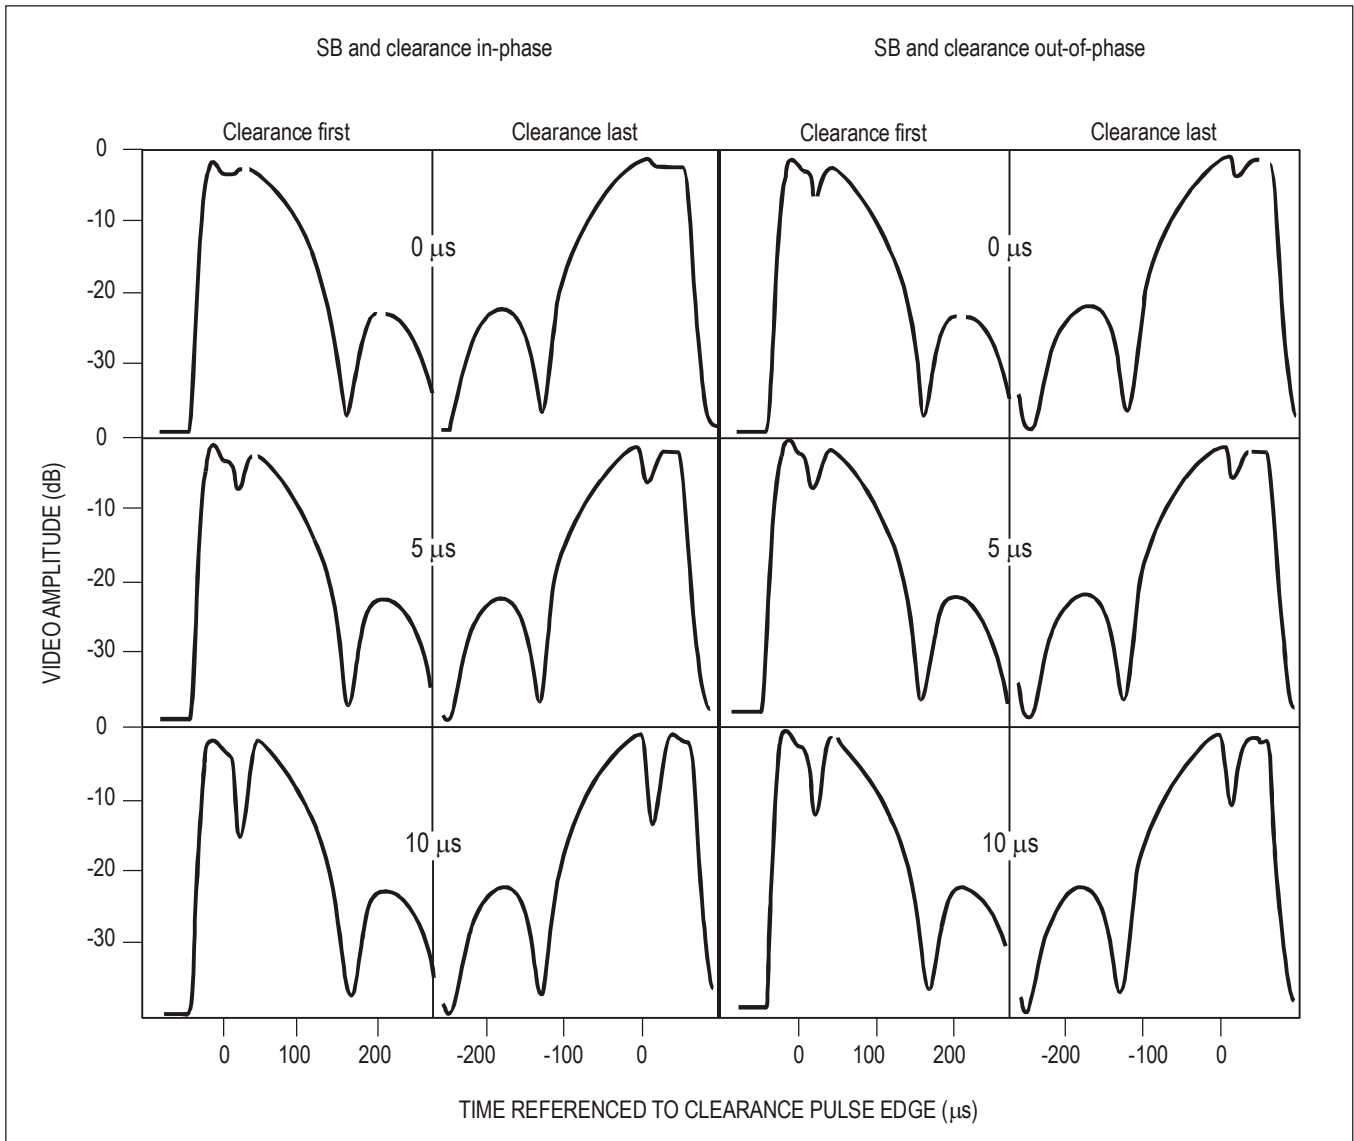 SB and clearance in-phase
SB and clearance out-of-phase
Clearance first
Clearance last
Clearance first
Clearance last
0
-10
-20
-30
0 μs
0 μs
0
-10
-20
-30
5 μs
5 μs
0
-10
-20
-30
10 μs
10 μs
VIDEO AMPLITUDE (dB)
0 100 200 -200 -100 0 0 100 200 -200 -100 0
TIME REFERENCED TO CLEARANCE PULSE EDGE (μs)